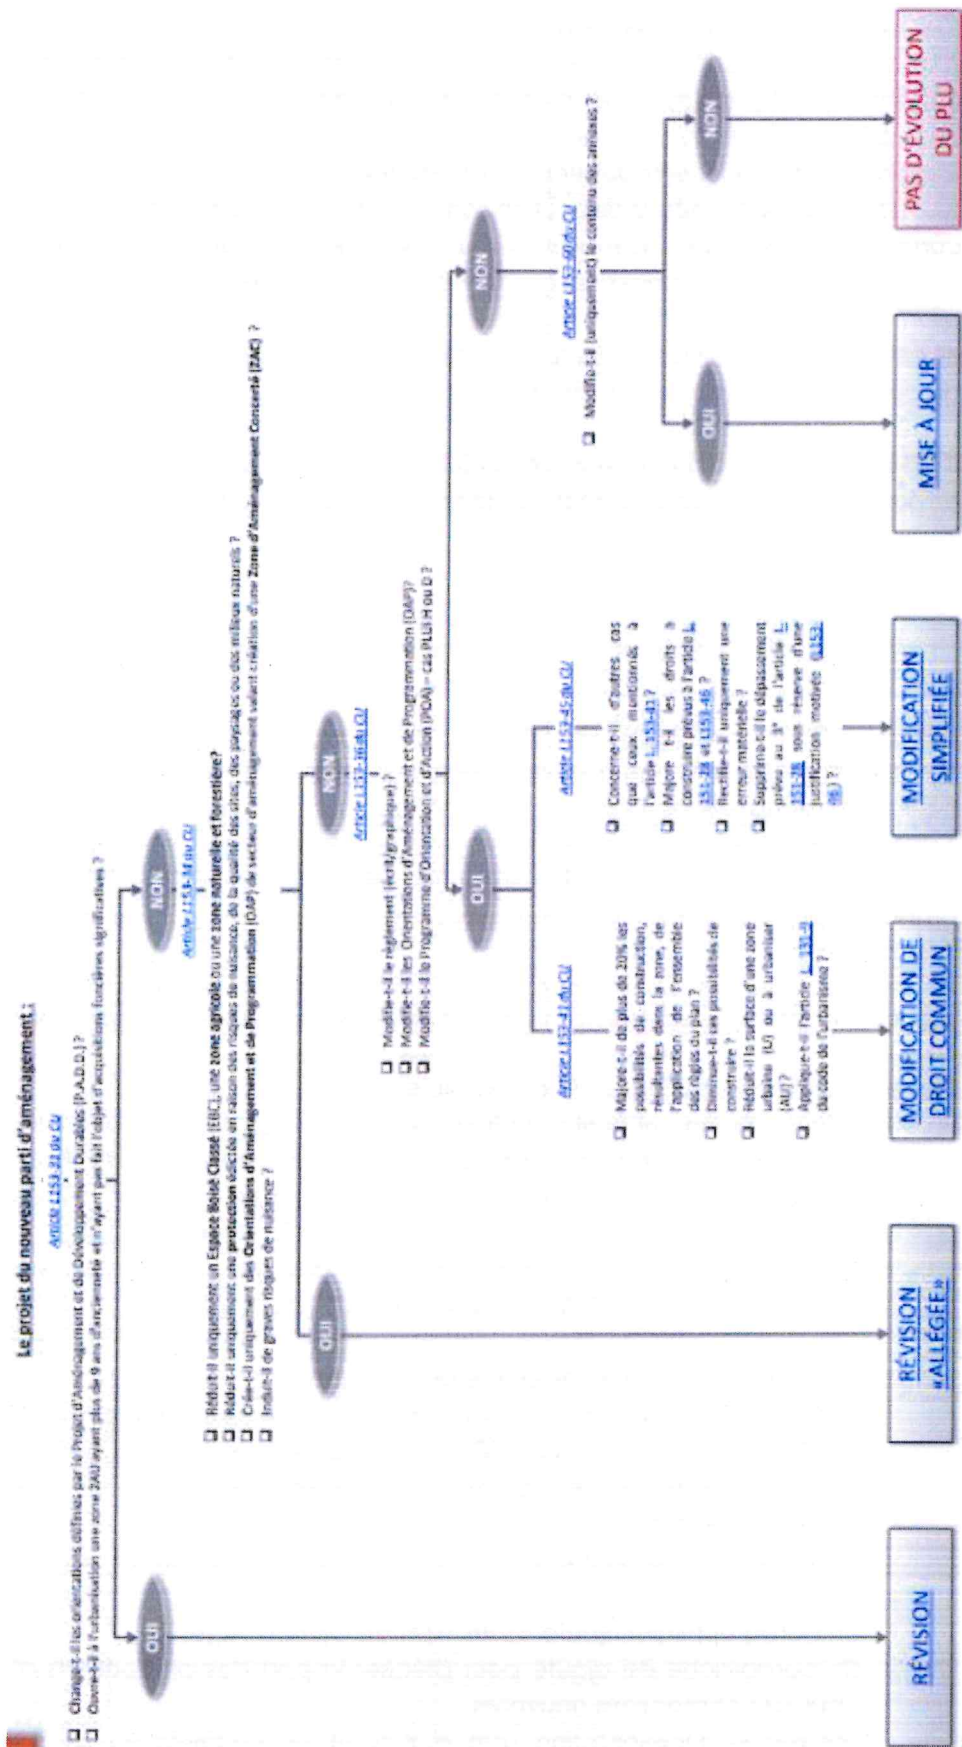 Le projet du nouveau parti d'aménagement :
Article L153-31 du CU
❑ Change-t-il les orientations définies par le Projet d'Aménagement et de Développement Durables (P.A.D.D.) ?
❑ Ouvre-t-il à l'urbanisation une zone 2AU ayant plus de 9 ans d'ancienneté et n'ayant pas fait l'objet d'acquisitions foncières significatives ?
OUI
NON
Article L153-34 du CU
❑ Réduit-il uniquement un Espace Boisé Classé (EBC), une zone agricole ou une zone naturelle et forestière?
❑ Réduit-il uniquement une protection édictée en raison des risques de nuisance, de la qualité des sites, des paysages ou des milieux naturels ?
❑ Crée-t-il uniquement des Orientations d'Aménagement et de Programmation (OAP) de secteur d'aménagement valant création d'une Zone d'Aménagement Concerté (ZAC) ?
❑ Induit-il de graves risques de nuisance ?
OUI
NON
Article L153-36 du CU
❑ Modifie-t-il le règlement (écrit/graphique) ?
❑ Modifie-t-il les Orientations d'Aménagement et de Programmation (OAP)?
❑ Modifie-t-il le Programme d'Orientation et d'Action (POA) – cas PLUi H ou D ?
OUI
NON
Article L153-41 du CU
❑ Majore-t-il de plus de 20% les
possibilités de construction,
résultantes dans la zone, de
l'application de l'ensemble
des règles du plan ?
❑ Diminue-t-il ces possibilités de
construire ?
❑ Réduit-il la surface d'une zone
urbaine (U) ou à urbaniser
(AU) ?
❑ Applique-t-il l'article L. 131-9
du code de l'urbanisme ?
Article L153-45 du CU
❑ Concerne-t-il d'autres cas
que ceux mentionnés à
l'article L. 153-41 ?
❑ Majore t-il les droits à
construire prévus à l'article L.
151-28 et L153-46 ?
❑ Rectifie-t-il uniquement une
erreur matérielle ?
❑ Supprime-t-il le dépassement
prévu au 3° de l'article L.
151-28 sous réserve d'une
justification motivée (L153-
46) ?
Article L153-60 du CU
❑ Modifie-t-il (uniquement) le contenu des annexes ?
OUI
NON
RÉVISION
RÉVISION
«ALLÉGÉE»
MODIFICATION DE
DROIT COMMUN
MODIFICATION
SIMPLIFIÉE
MISE À JOUR
PAS D'ÉVOLUTION
DU PLU